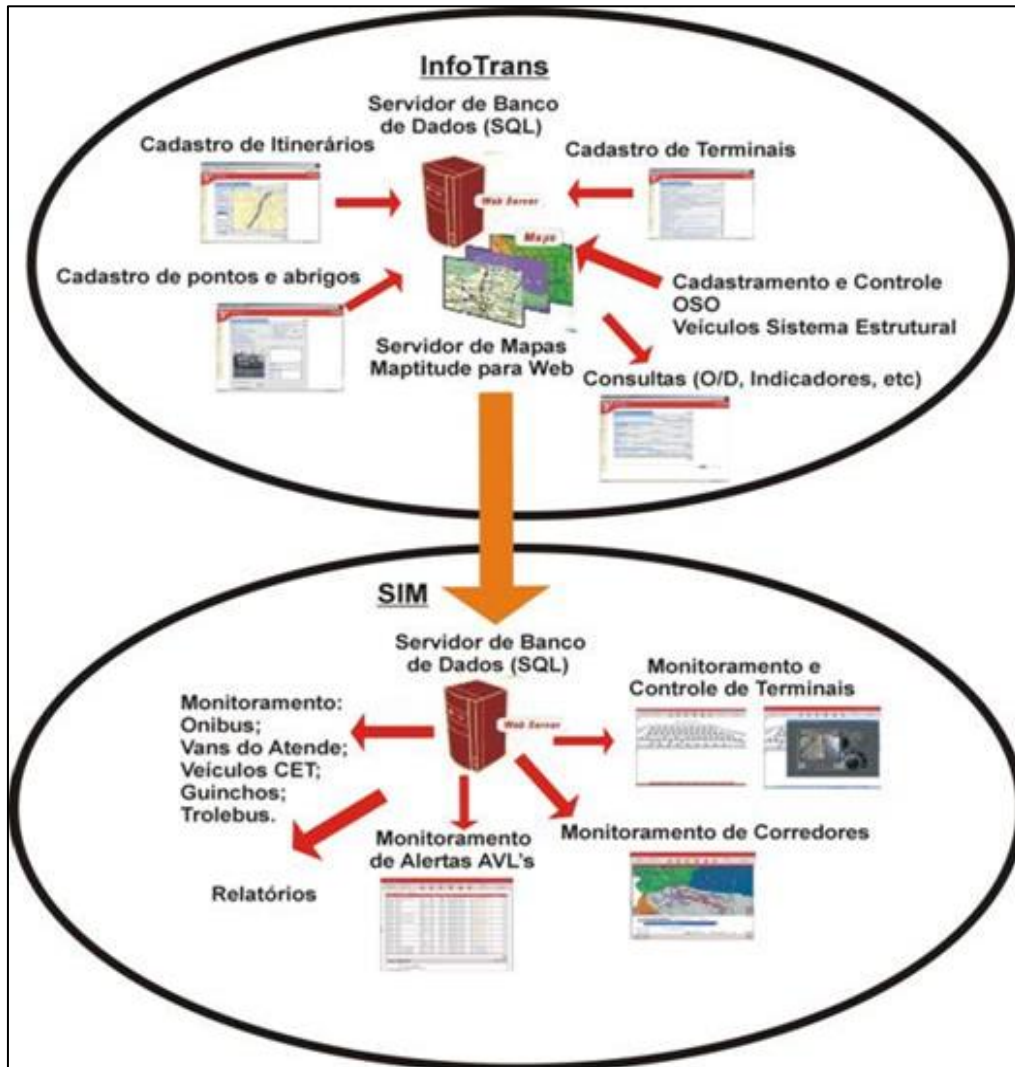 InfoTrans
Servidor de Banco
de Dados (SQL)
Cadastro de Itinerários
Cadastro de Terminais
Web Server
Maps
Cadastro de pontos e abrigos
Cadastramento e Controle
OSO
Veículos Sistema Estrutural
Servidor de Mapas
Maptitude para Web
Consultas (O/D, Indicadores, etc)
SIM
Servidor de Banco
de Dados (SQL)
Monitoramento e
Controle de Terminais
Monitoramento:
Onibus;
Vans do Atende;
Veículos CET;
Guinchos;
Trolebus.
Web Server
Monitoramento
de Alertas AVL's
Monitoramento de Corredores
Relatórios